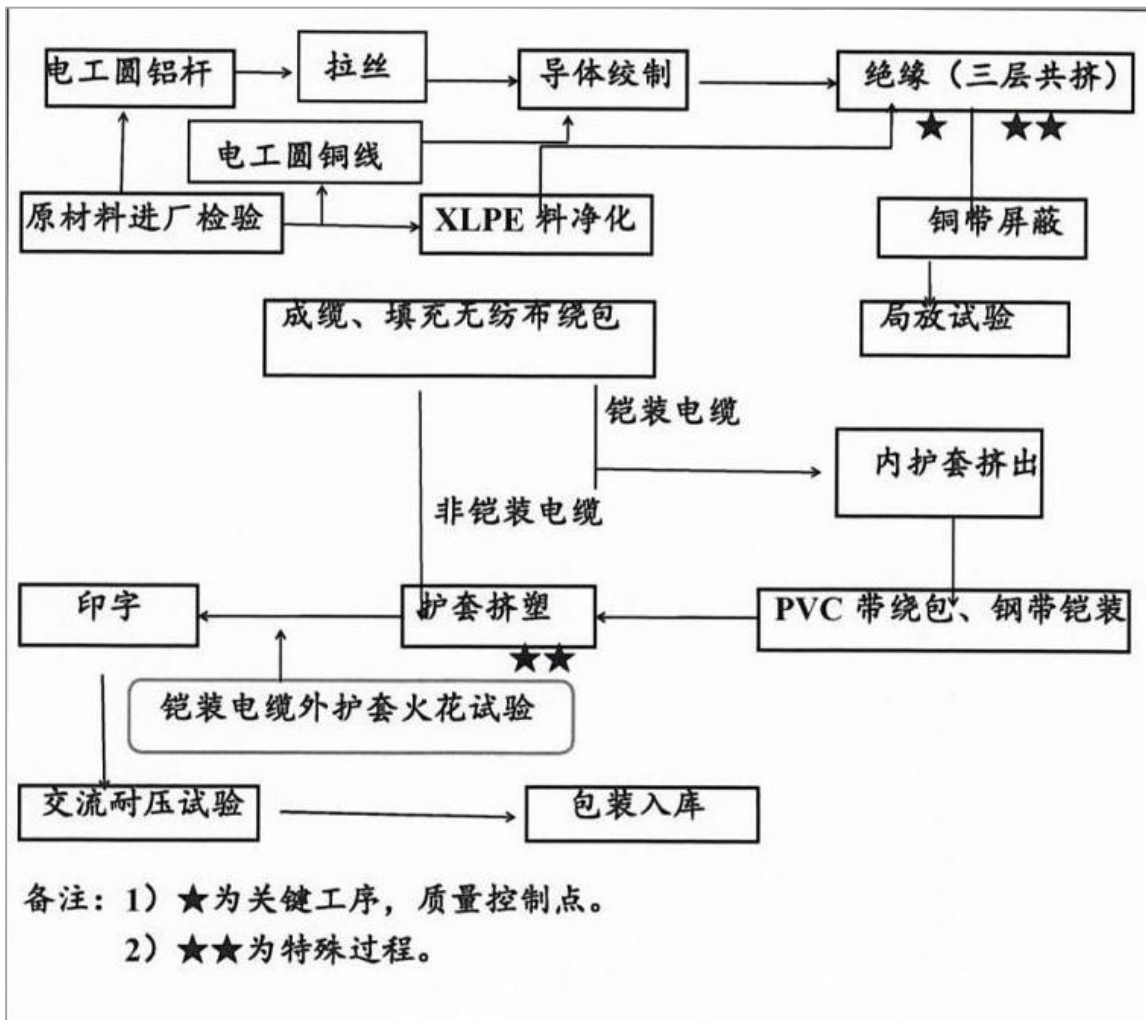 电工圆铝杆
拉丝
导体绞制
绝缘（三层共挤）
★
★★
电工圆铜线
原材料进厂检验
XLPE 料净化
铜带屏蔽
局放试验
成缆、填充无纺布绕包
铠装电缆
内护套挤出
非铠装电缆
印字
护套挤塑
★★
PVC 带绕包、钢带铠装
铠装电缆外护套火花试验
交流耐压试验
包装入库
备注：1）★为关键工序，质量控制点。
2）★★为特殊过程。